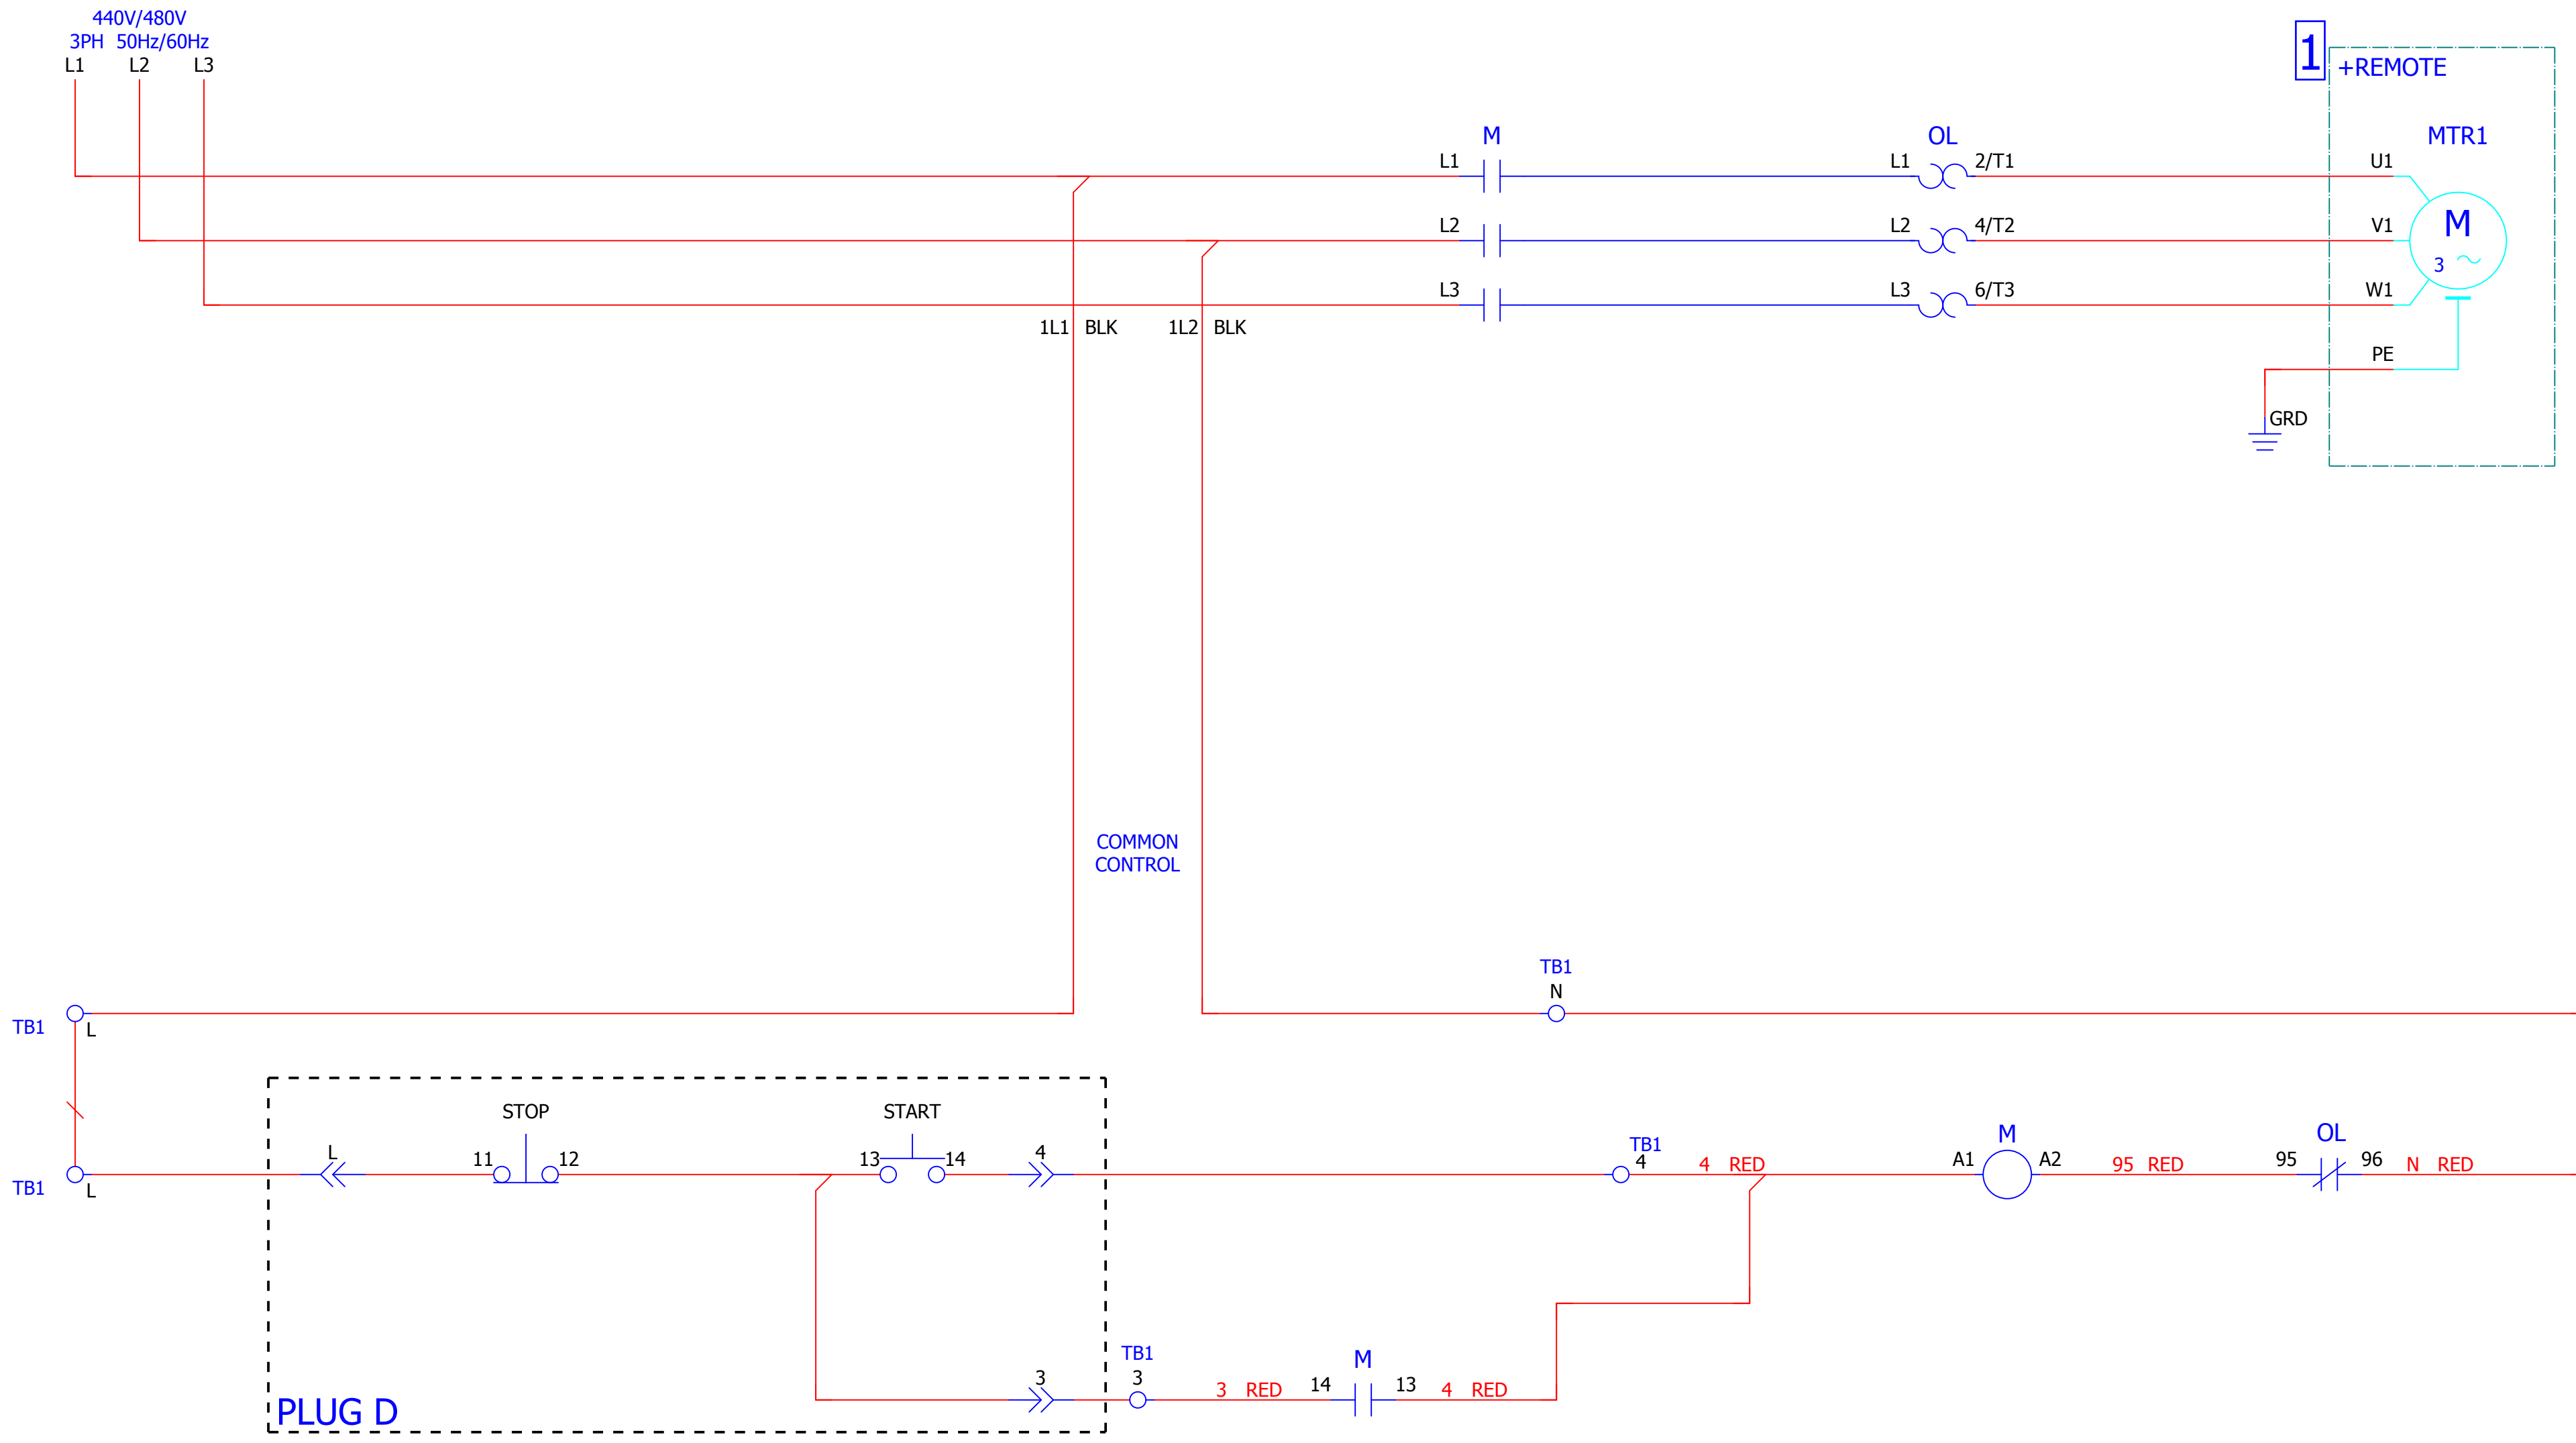 440V/480V
3PH 50Hz/60Hz
L1 L2 L3
1
+REMOTE
M OL MTR1
L1 L1 2/T1 U1
L2 L2 4/T2 V1
M
3
L3 L3 6/T3 W1
1L1 BLK 1L2 BLK
PE
GRD
COMMON
CONTROL
TB1
N
TB1 L
STOP START
TB1 L
L 11 12 13 14 4
TB1
4
4 RED
M
A1 A2
95 RED
OL
95 96
N RED
TB1
3 3
3 RED
M
14 13
4 RED
PLUG D